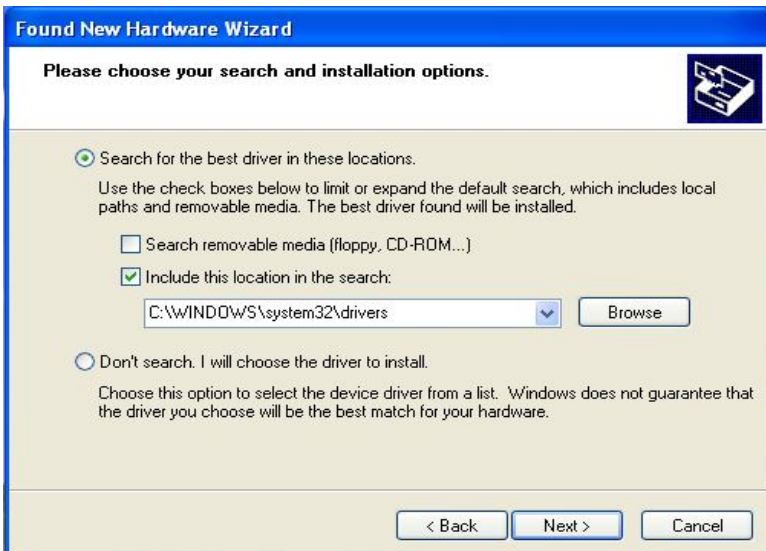 Found New Hardware Wizard
Please choose your search and installation options.
Search for the best driver in these locations.
Use the check boxes below to limit or expand the default search, which includes local
paths and removable media. The best driver found will be installed.
Search removable media (floppy, CD-ROM...)
Include this location in the search:
C:\WINDOWS\system32\drivers
Browse
Don't search. I will choose the driver to install.
Choose this option to select the device driver from a list. Windows does not guarantee that
the driver you choose will be the best match for your hardware.
< Back
Next >
Cancel